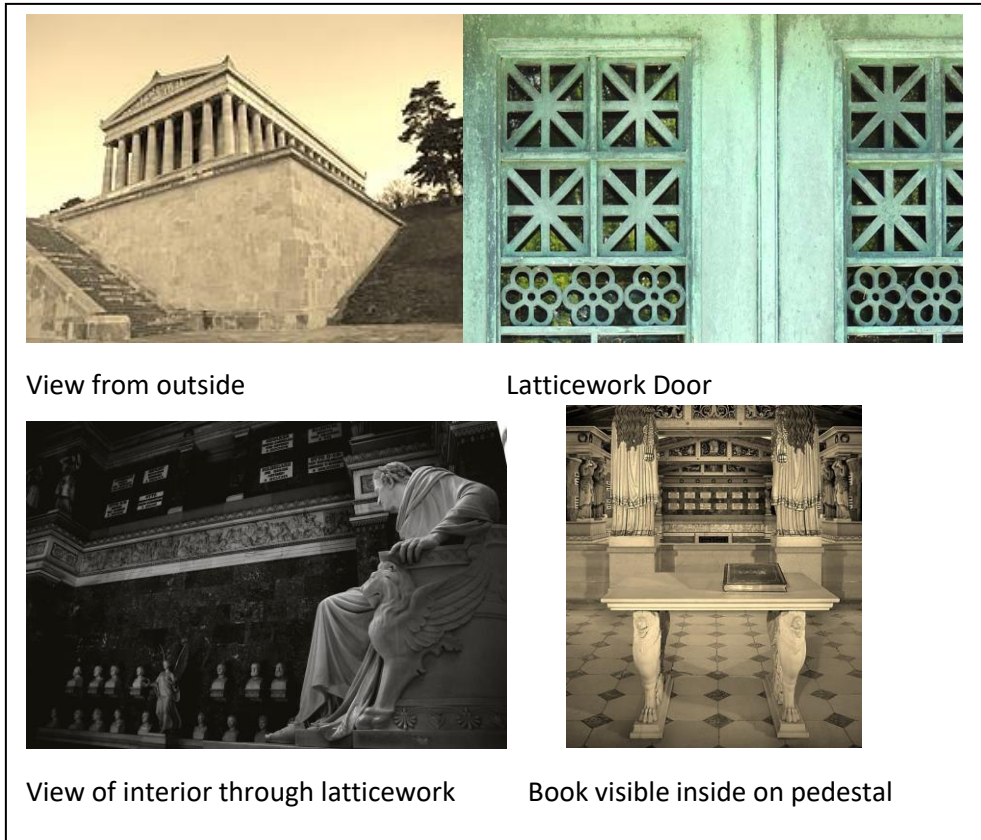 View from outside
Latticework Door
View of interior through latticework
Book visible inside on pedestal